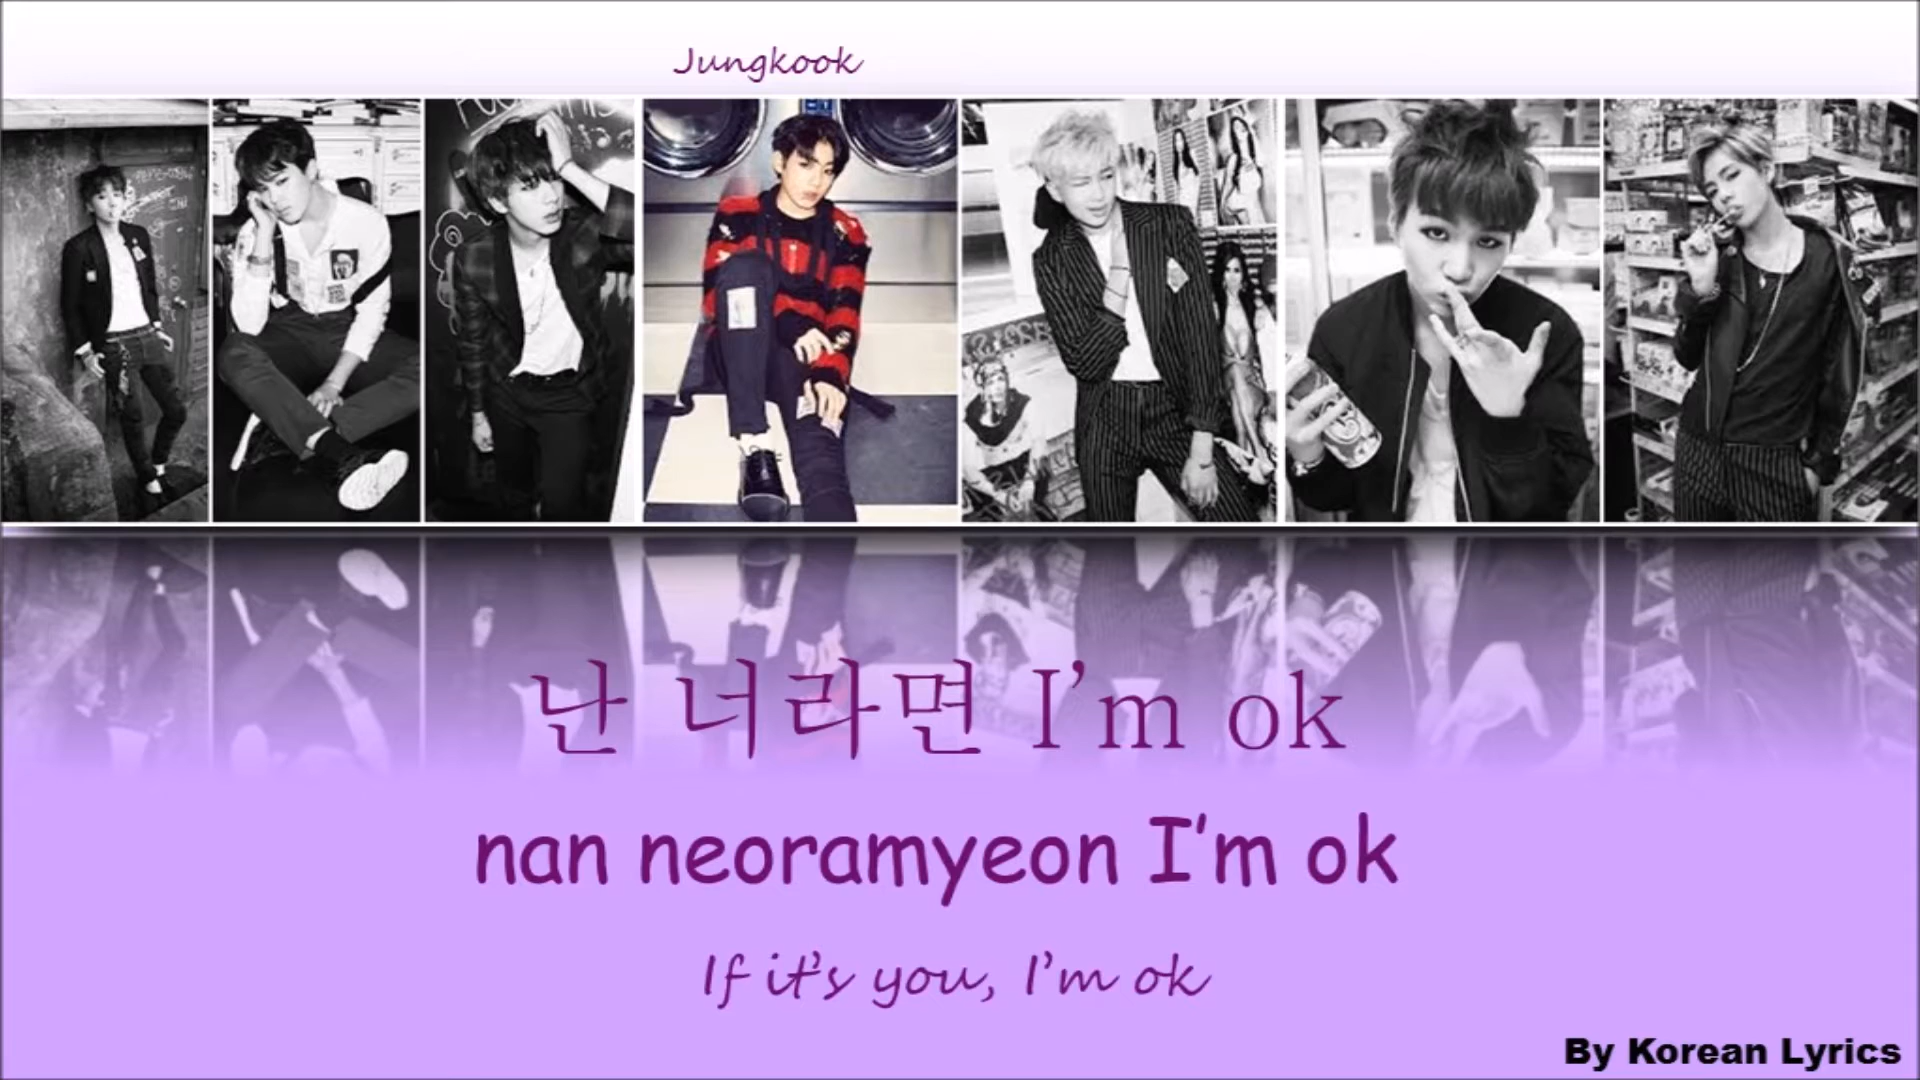 Jungkook
난 너라면 I'm ok
nan neoramyeon I'm ok
If it's you, I'm ok
By Korean Lyrics